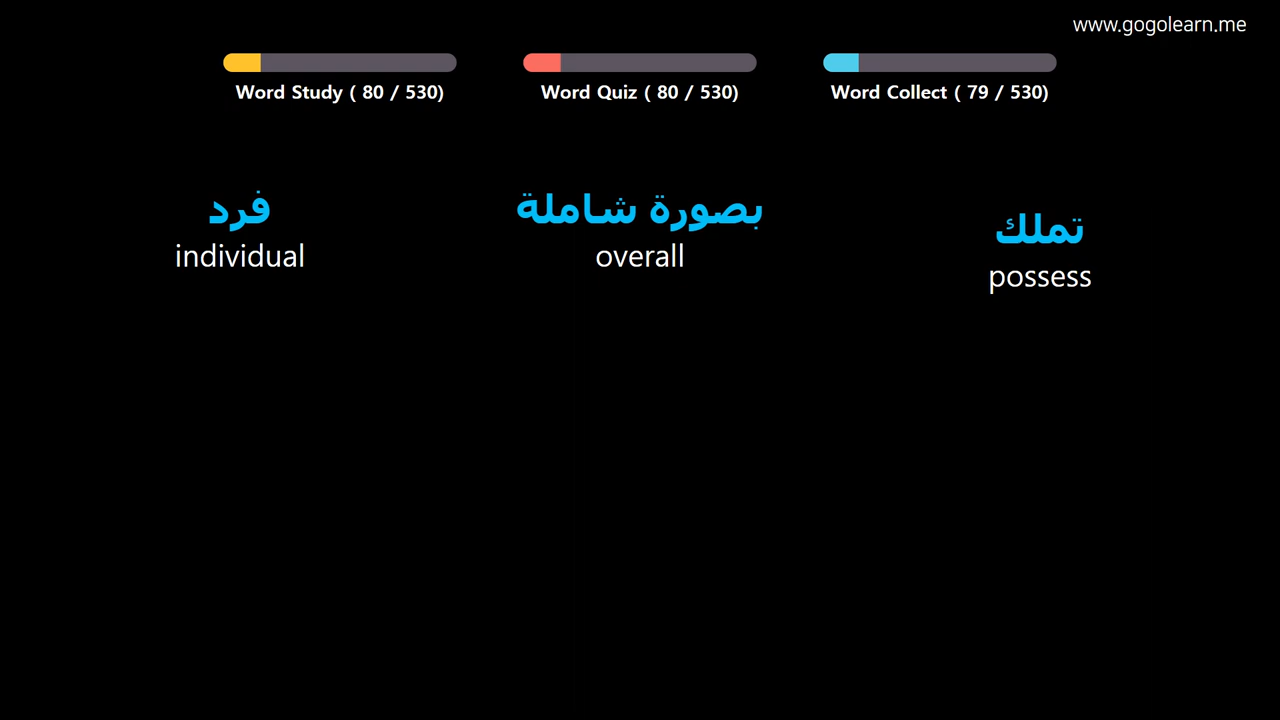 www.gogolearn.me
Word Study ( 80 / 530)
Word Quiz ( 80 / 530)
Word Collect ( 79 / 530)
فرد
individual
بصورة شاملة
overall
تملك
possess